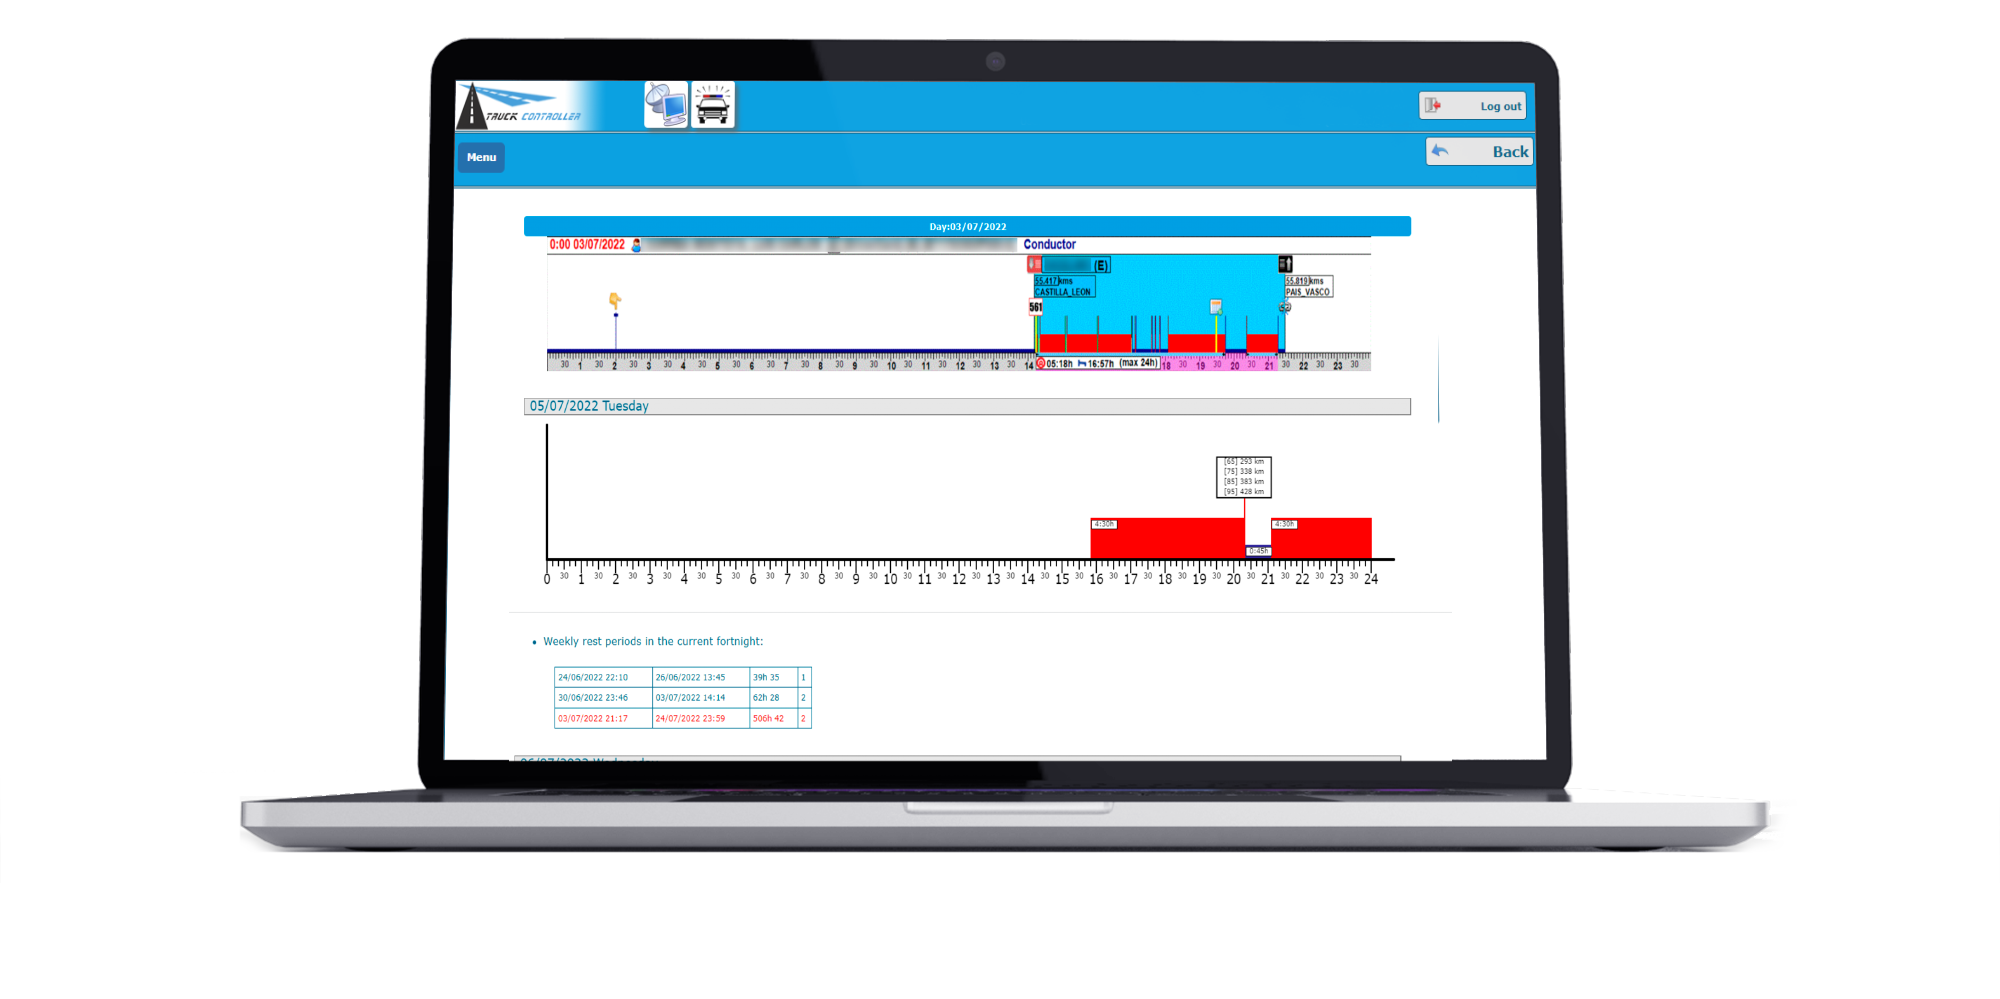 TRUCK CONTROLLER
Log out
Menu
Back
Day:03/07/2022
0:00 03/07/2022 Conductor
(E)
55.417 kms
CASTILLA_LEON
55.819 kms
PAIS_VASCO
561
30 1 30 2 30 3 30 4 30 5 30 6 30 7 30 8 30 9 30 10 30 11 30 12 30 13 30 14 05:18h 16:57h (max 24h) 18 30 19 30 20 30 21 30 22 30 23 30
05/07/2022 Tuesday
[65] 293 km
[75] 338 km
[85] 383 km
[95] 428 km
4:30h 4:30h
0:45h
0 30 1 30 2 30 3 30 4 30 5 30 6 30 7 30 8 30 9 30 10 30 11 30 12 30 13 30 14 30 15 30 16 30 17 30 18 30 19 30 20 30 21 30 22 30 23 30 24
• Weekly rest periods in the current fortnight:
24/06/2022 22:10 26/06/2022 13:45 39h 35 1
30/06/2022 23:46 03/07/2022 14:14 62h 28 2
03/07/2022 21:17 24/07/2022 23:59 506h 42 2